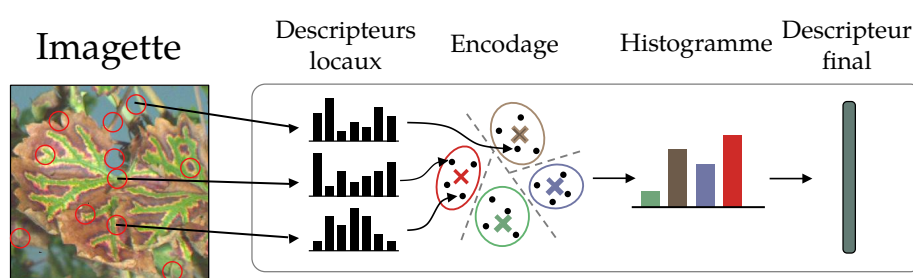 Imagette
Descripteurs
locaux
Encodage
Histogramme
Descripteur
final